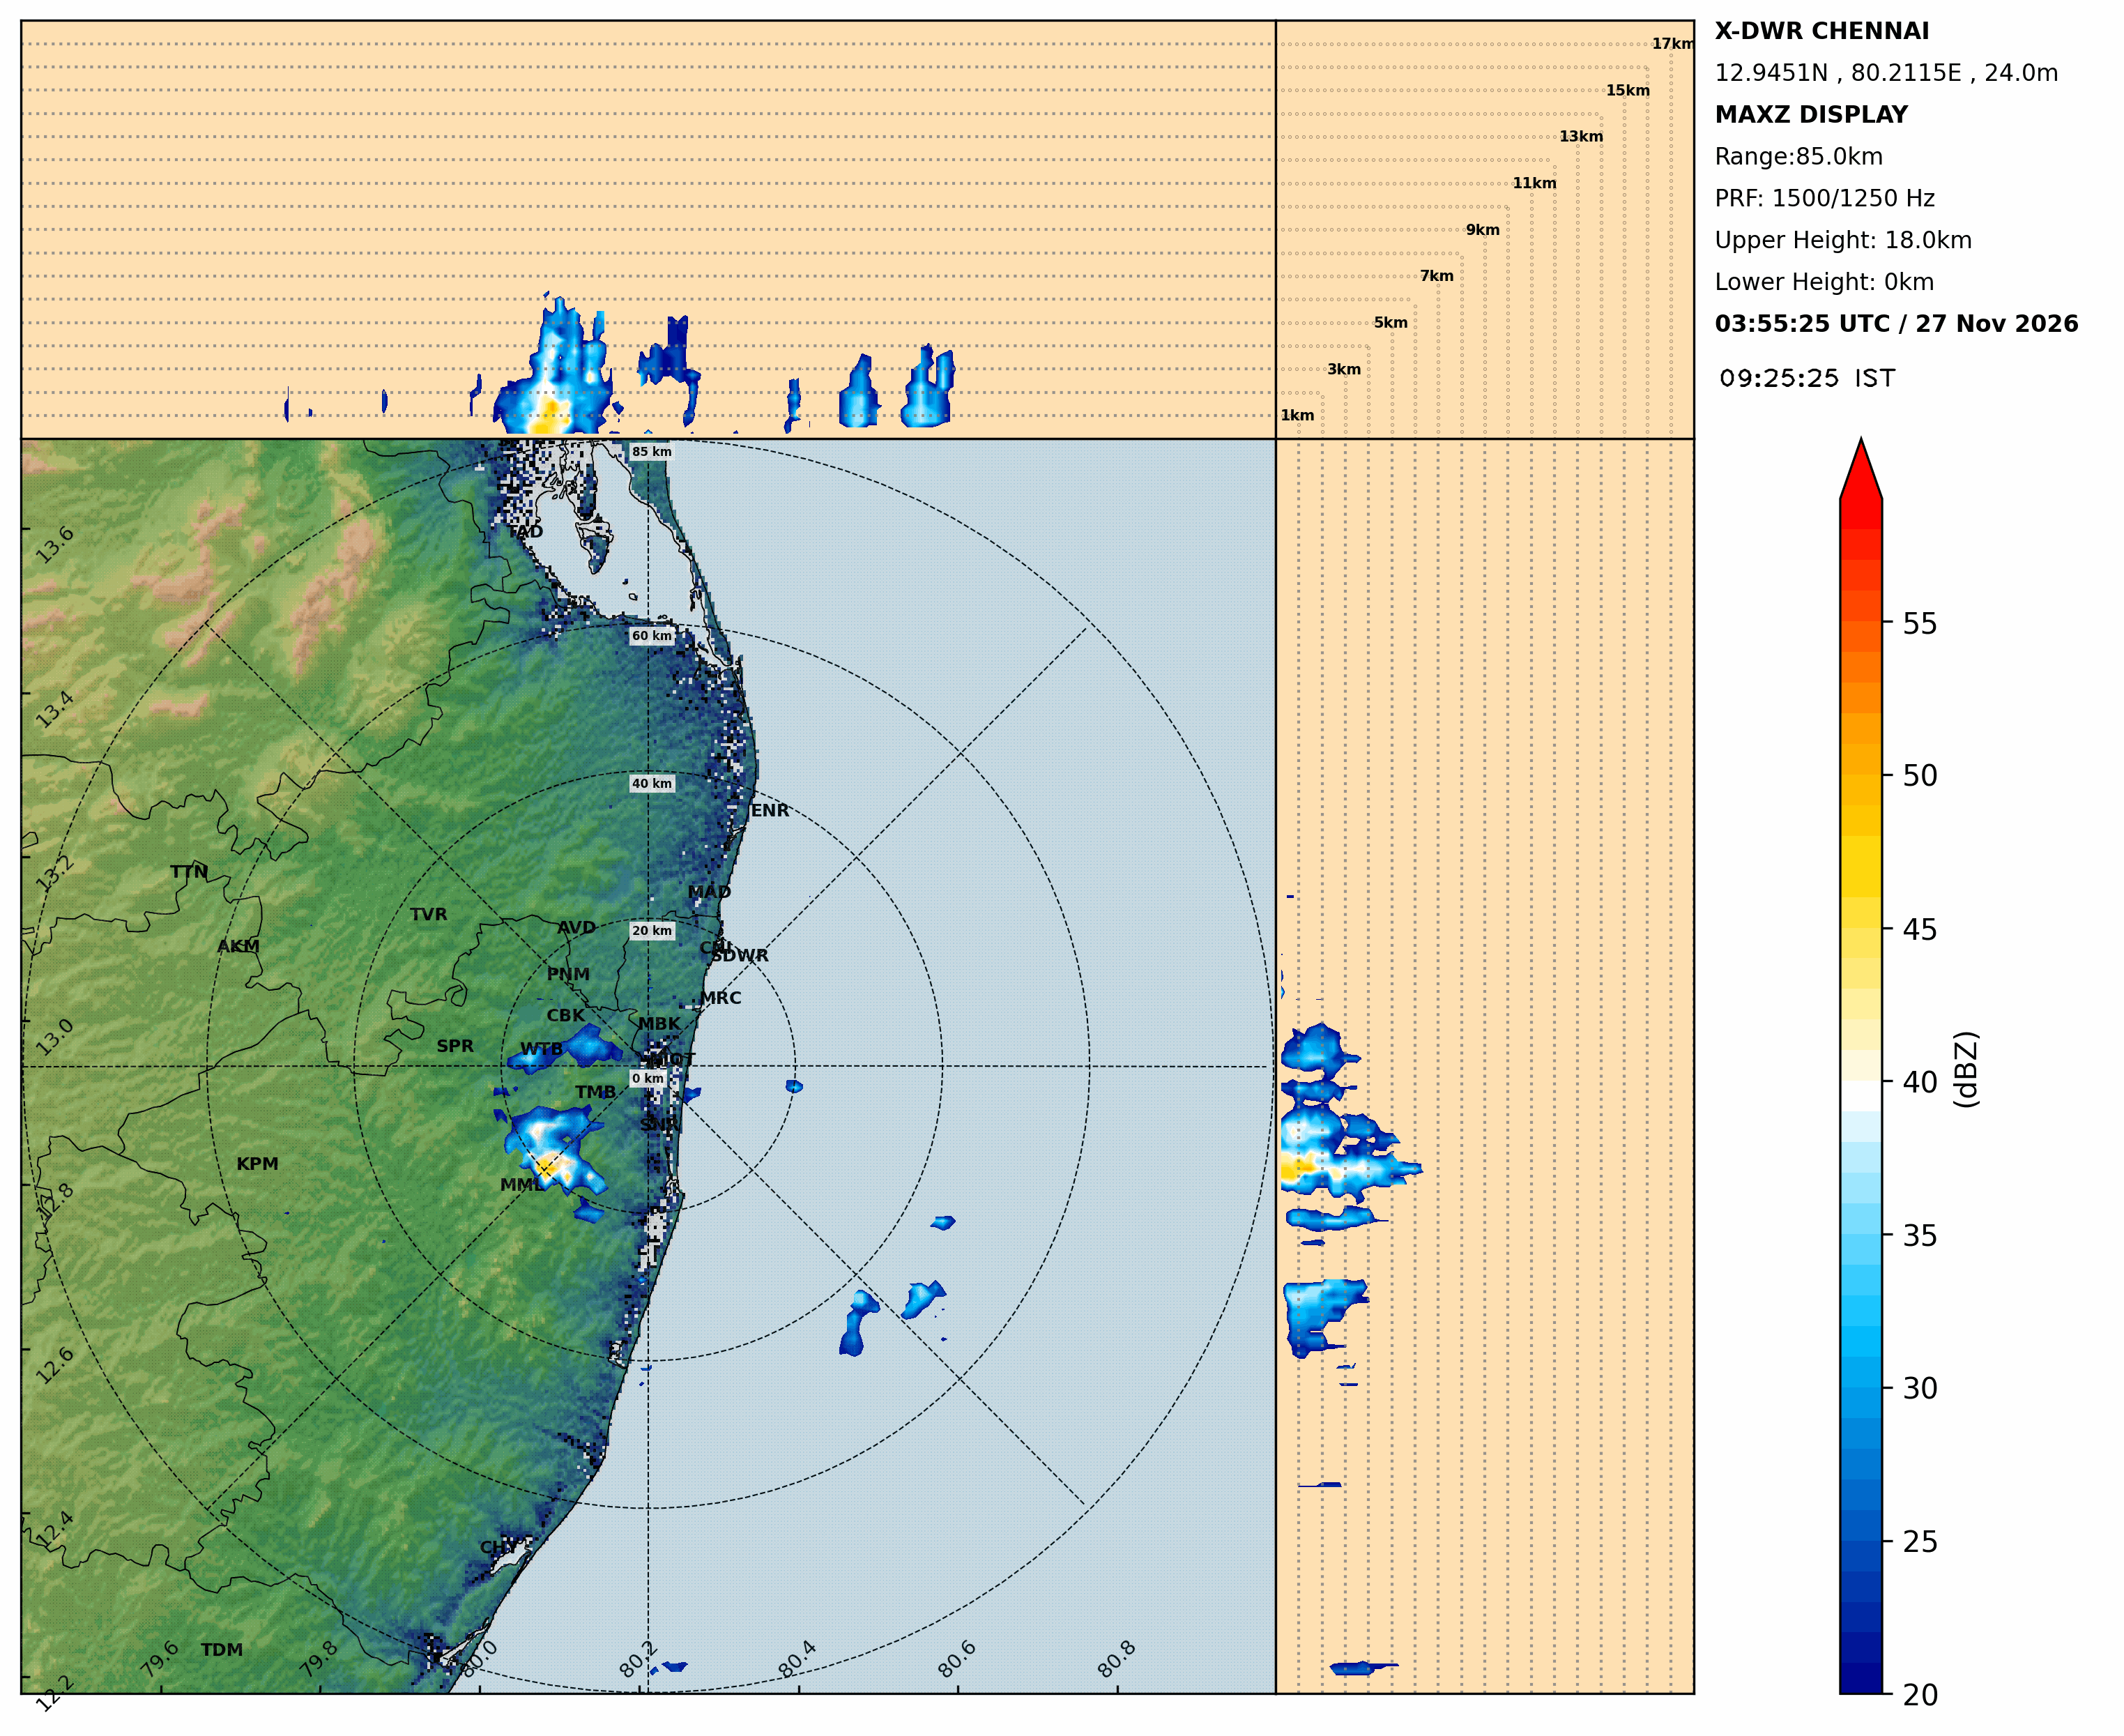 X-DWR CHENNAI
12.9451N , 80.2115E , 24.0m
MAXZ DISPLAY
Range:85.0km
PRF: 1500/1250 Hz
Upper Height: 18.0km
Lower Height: 0km
03:55:25 UTC / 27 Nov 2026
09:25:25 IST
17km
15km
13km
11km
9km
7km
5km
3km
1km
85 km
TAD
13.6
60 km
13.4
40 km
ENR
13.2
TTN
MAD
TVR
AVD
20 km
AKM
SDWR
PNM
MRC
CBK
MBK
13.0
SPR
WTB
0 km
TMB
SNR
KPM
12.8
12.6
12.4
CHY
TDM
12.2
79.6
79.8
80.0
80.2
80.4
80.6
80.8
55
50
45
40
35
30
25
20
(dBZ)